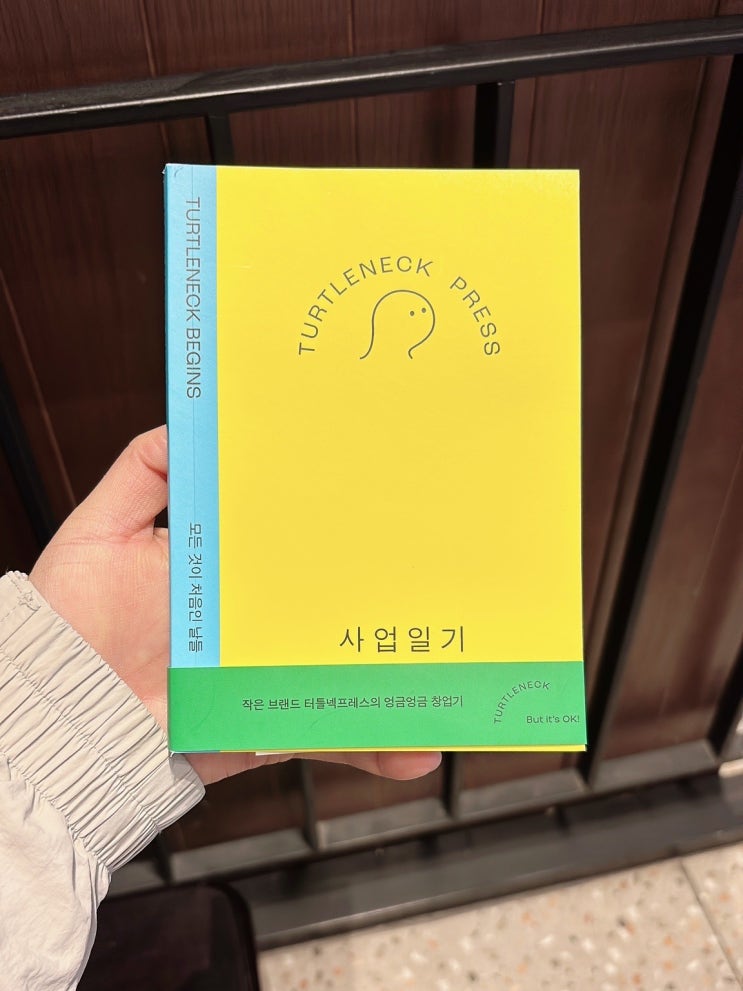 TURTLENECK PRESS
TURTLENECK BEGINS
모든 것이 처음인 날들
사업일기
작은 브랜드 터틀넥프레스의 엉금엉금 창업기
TURTLENECK
But it's OK!